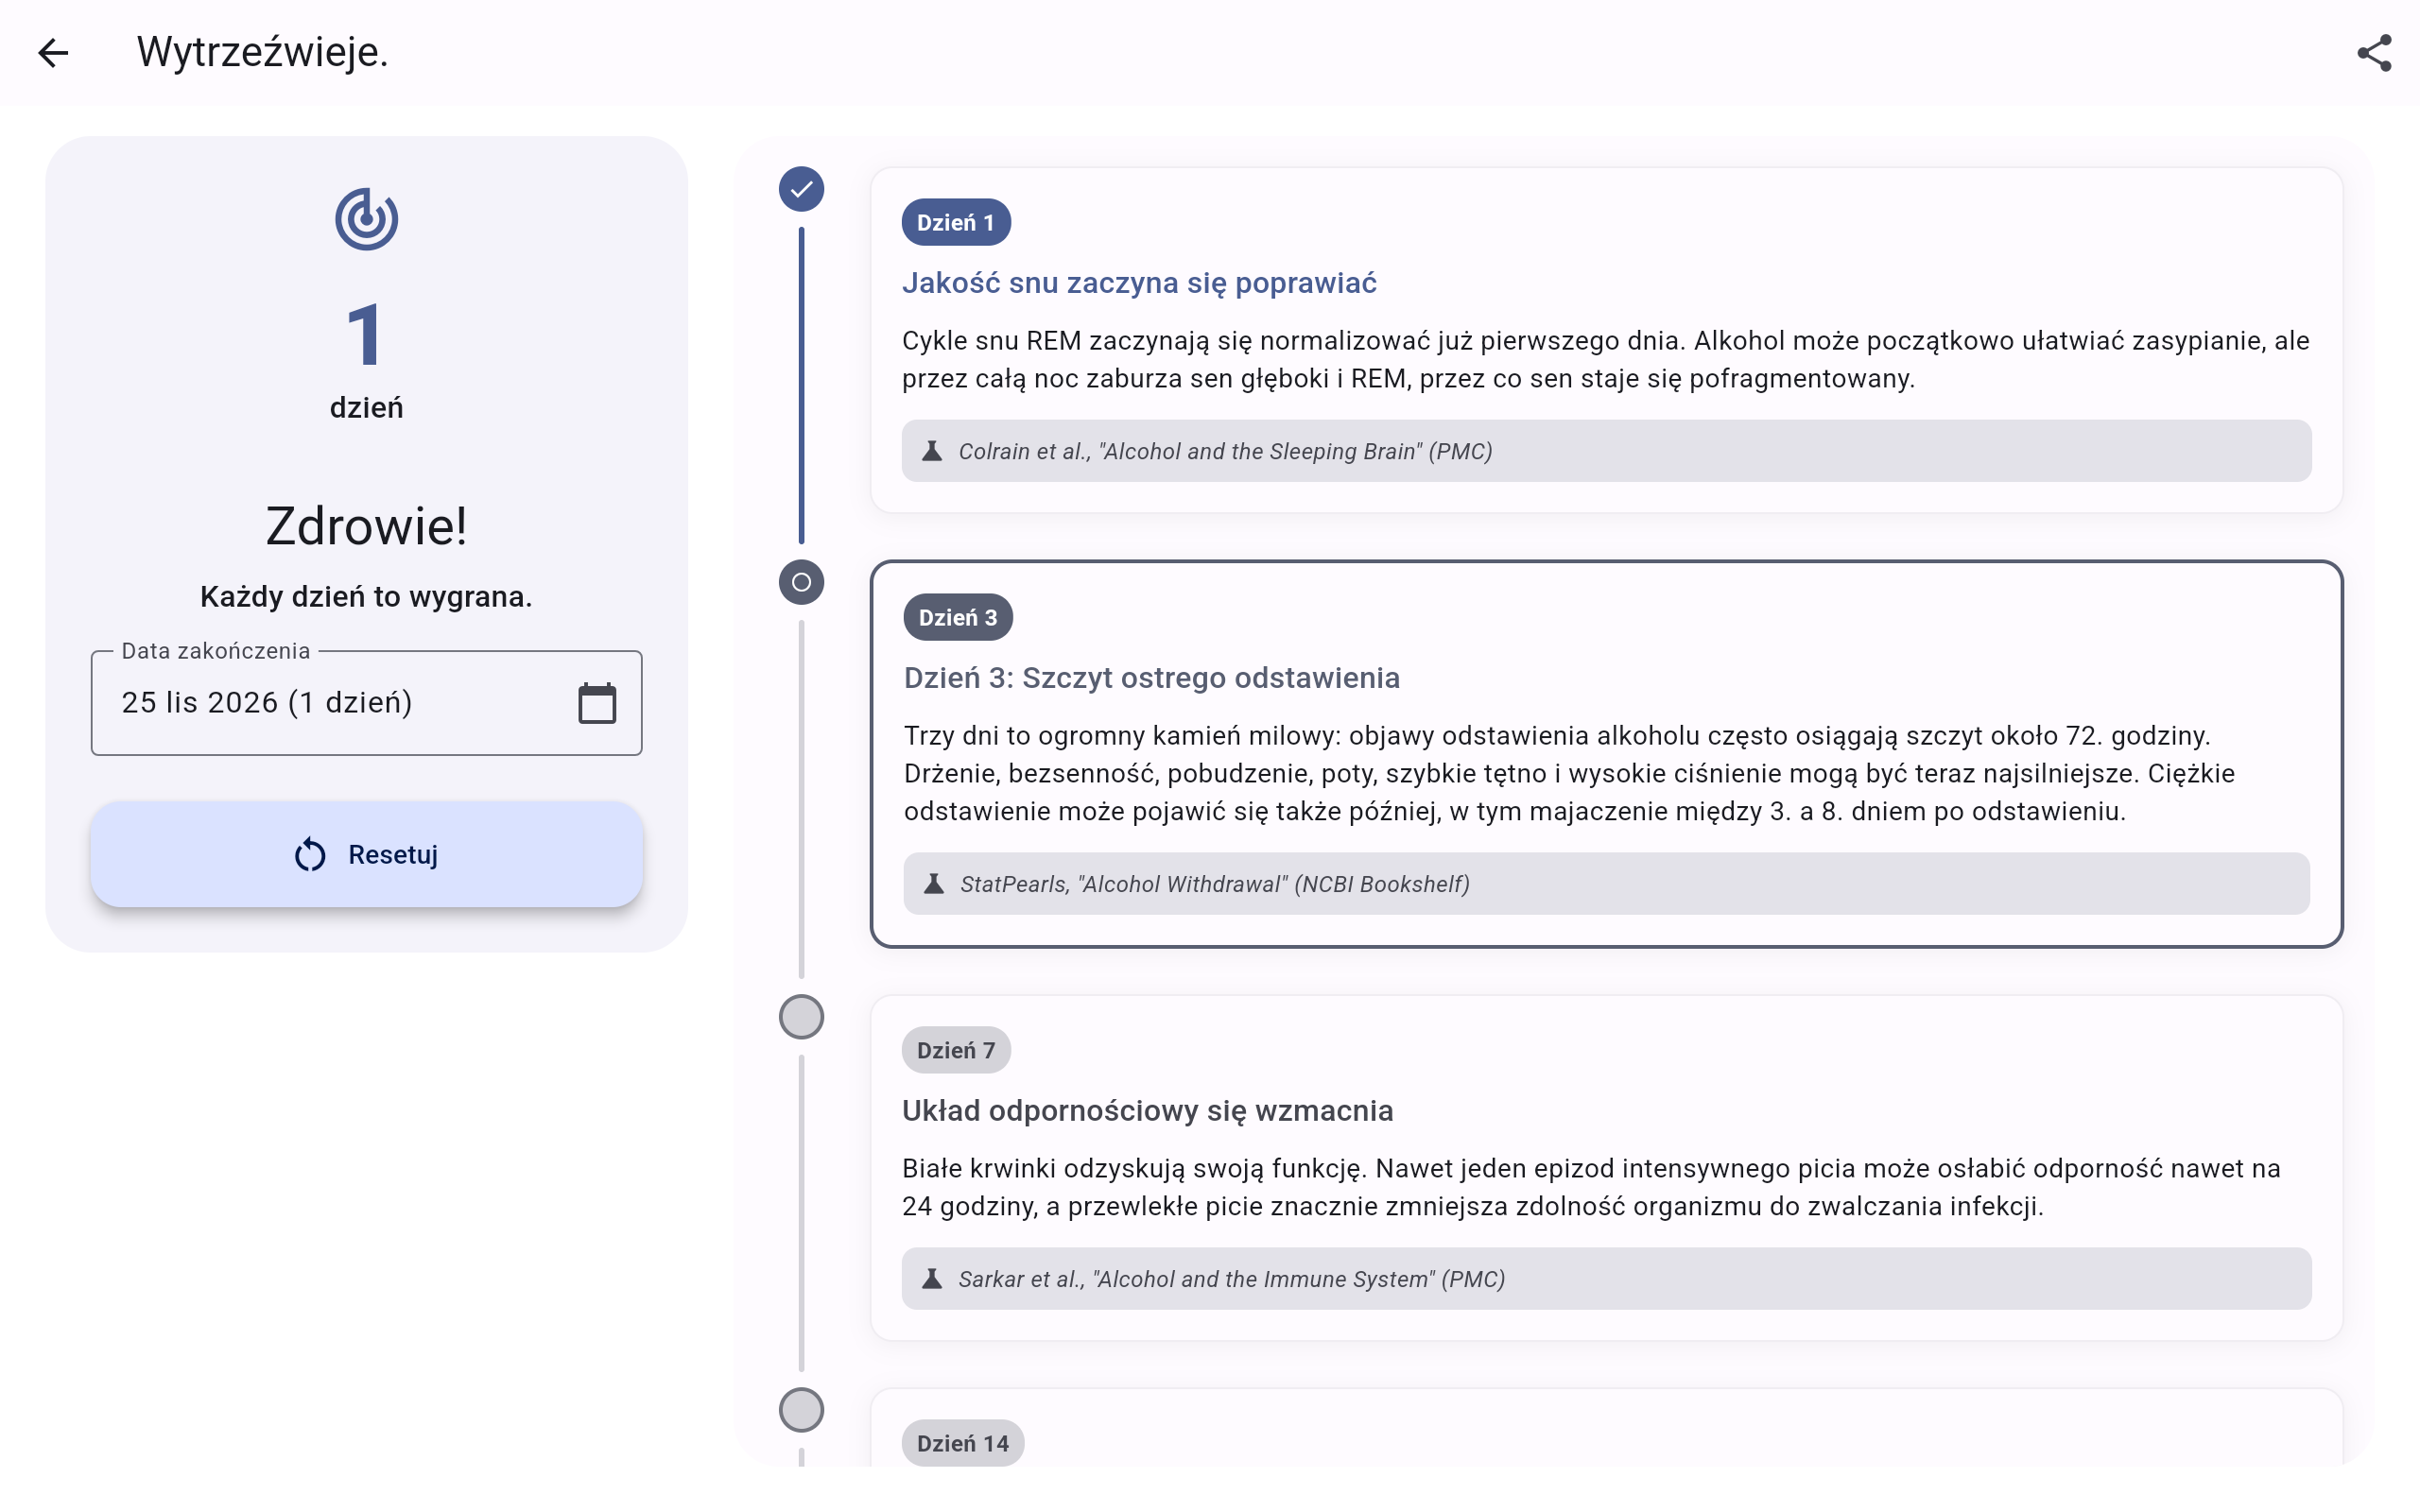 Wytrzeźwieje.
1
dzień
Zdrowie!
Każdy dzień to wygrana.
Data zakończenia
25 lis 2026 (1 dzień)
Resetuj
Dzień 1
Jakość snu zaczyna się poprawiać
Cykle snu REM zaczynają się normalizować już pierwszego dnia. Alkohol może początkowo ułatwiać zasypianie, ale
przez całą noc zaburza sen głęboki i REM, przez co sen staje się pofragmentowany.
Colrain et al., "Alcohol and the Sleeping Brain" (PMC)
Dzień 3
Dzień 3: Szczyt ostrego odstawienia
Trzy dni to ogromny kamień milowy: objawy odstawienia alkoholu często osiągają szczyt około 72. godziny.
Drżenie, bezsenność, pobudzenie, poty, szybkie tętno i wysokie ciśnienie mogą być teraz najsilniejsze. Ciężkie
odstawienie może pojawić się także później, w tym majaczenie między 3. a 8. dniem po odstawieniu.
StatPearls, "Alcohol Withdrawal" (NCBI Bookshelf)
Dzień 7
Układ odpornościowy się wzmacnia
Białe krwinki odzyskują swoją funkcję. Nawet jeden epizod intensywnego picia może osłabić odporność nawet na
24 godziny, a przewlekłe picie znacznie zmniejsza zdolność organizmu do zwalczania infekcji.
Sarkar et al., "Alcohol and the Immune System" (PMC)
Dzień 14